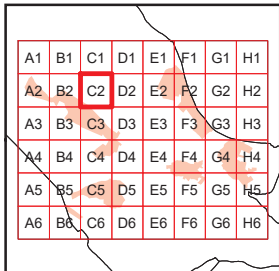 A1 B1 C1 D1 E1 F1 G1 H1
A2 B2 C2 D2 E2 F2 G2 H2
A3 B3 C3 D3 E3 F3 G3 H3
A4 B4 C4 D4 E4 F4 G4 H4
A5 B5 C5 D5 E5 F5 G5 H5
A6 B6 C6 D6 E6 F6 G6 H6